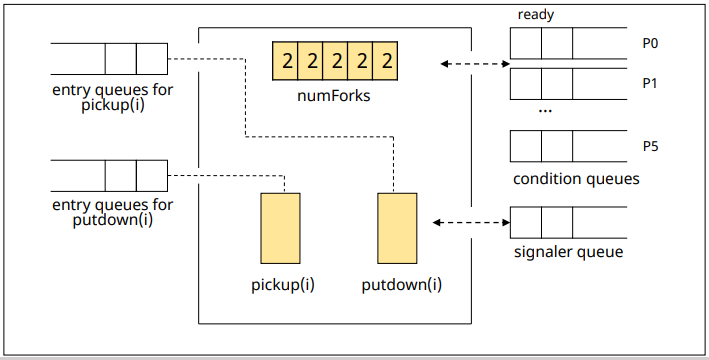 ready
P0
2 2 2 2 2
numForks
P1
entry queues for
pickup(i)
...
P5
condition queues
entry queues for
putdown(i)
signaler queue
pickup(i)
putdown(i)